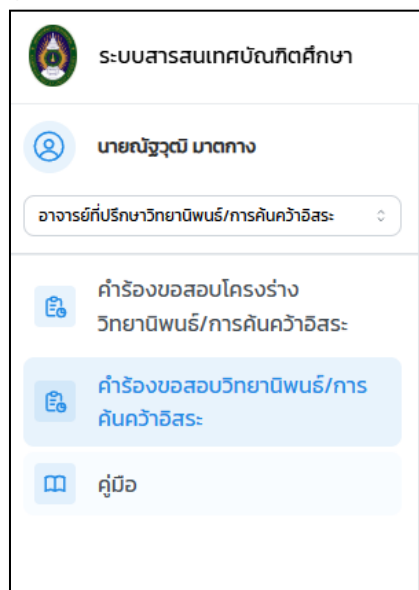 ระบบสารสนเทศบัณฑิตศึกษา
นายณัฐวุฒิ มาตกาง
อาจารย์ที่ปรึกษาวิทยานิพนธ์/การค้นคว้าอิสระ
คำร้องขอสอบโครงร่าง
วิทยานิพนธ์/การค้นคว้าอิสระ
คำร้องขอสอบวิทยานิพนธ์/การ
ค้นคว้าอิสระ
คู่มือ